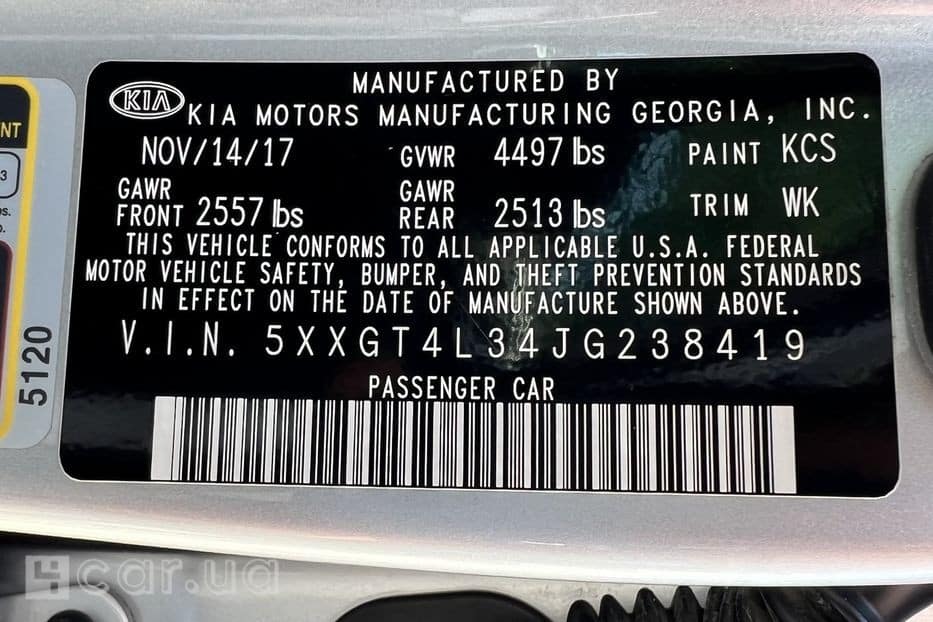 MANUFACTURED BY
KIA KIA MOTORS MANUFACTURING GEORGIA, INC.
NOV/14/17 GVWR 4497 lbs PAINT KCS
GAWR FRONT 2557 lbs GAWR REAR 2513 lbs TRIM WK
THIS VEHICLE CONFORMS TO ALL APPLICABLE U.S.A. FEDERAL
MOTOR VEHICLE SAFETY, BUMPER, AND THEFT PREVENTION STANDARDS
IN EFFECT ON THE DATE OF MANUFACTURE SHOWN ABOVE.
V.I.N. 5XXGT4L34JG238419
PASSENGER CAR
5120
car.ua